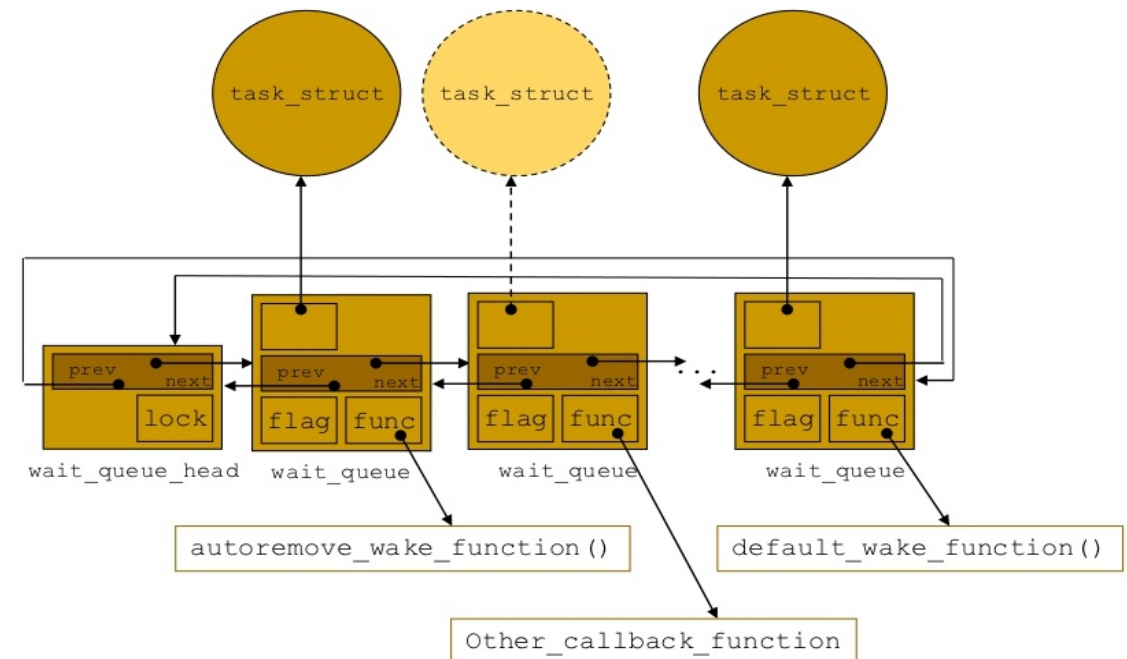 task_struct
task_struct
task_struct
prev
next
lock
wait_queue_head
prev
next
flag
func
wait_queue
prev
next
flag
func
wait_queue
...
prev
next
flag
func
wait_queue
autoremove_wake_function()
default_wake_function()
Other_callback_function